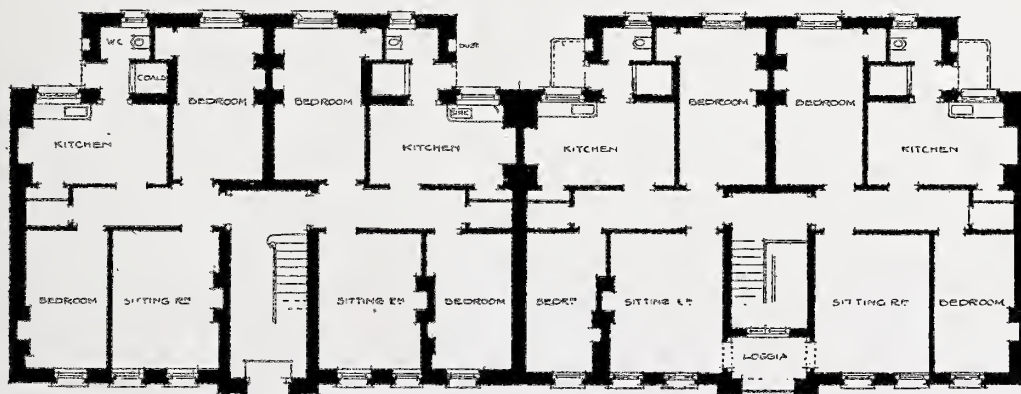 W.C.
COALS
BEDROOM
BEDROOM
DUST
BEDROOM
BEDROOM
KITCHEN
KITCHEN
SINK
KITCHEN
KITCHEN
BEDROOM
SITTING RM
SITTING RM
BEDROOM
BEDRM
SITTING RM
SITTING RM
BEDROOM
LOGGIA